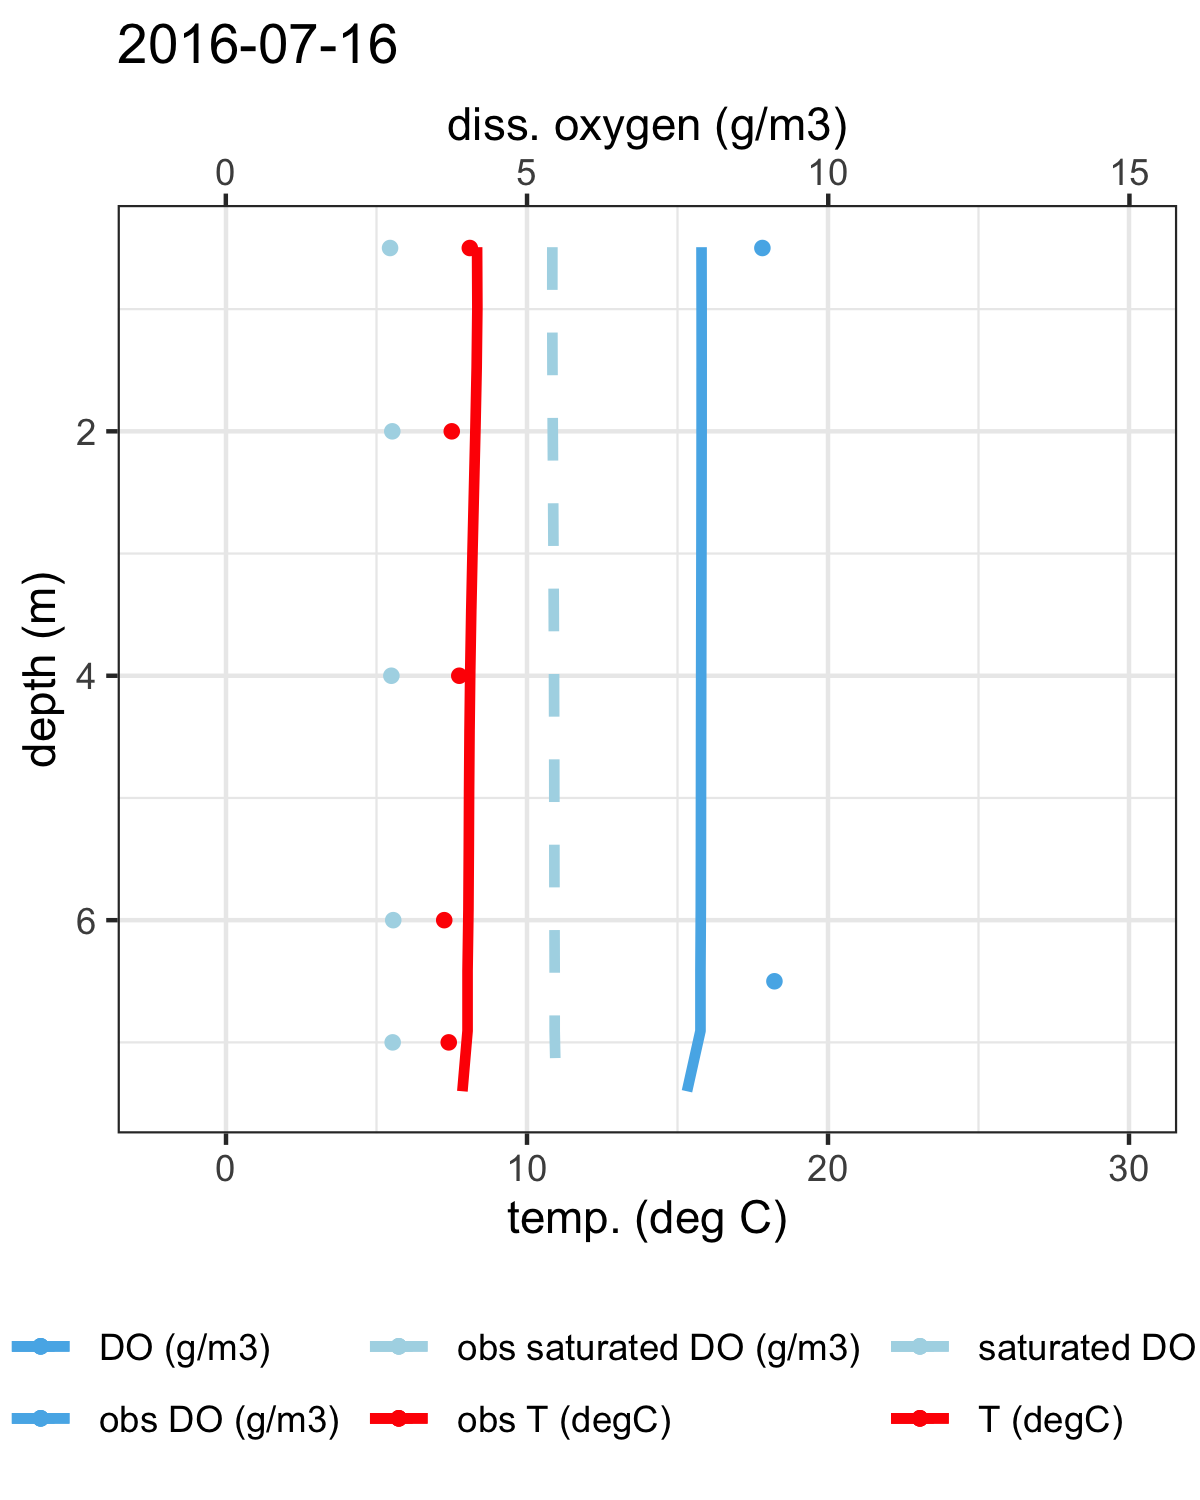 2016-07-16
diss. oxygen (g/m3)
0 5 10 15
depth (m)
2
4
6
0 10 20 30
temp. (deg C)
DO (g/m3) obs saturated DO (g/m3) saturated DO
obs DO (g/m3) obs T (degC) T (degC)